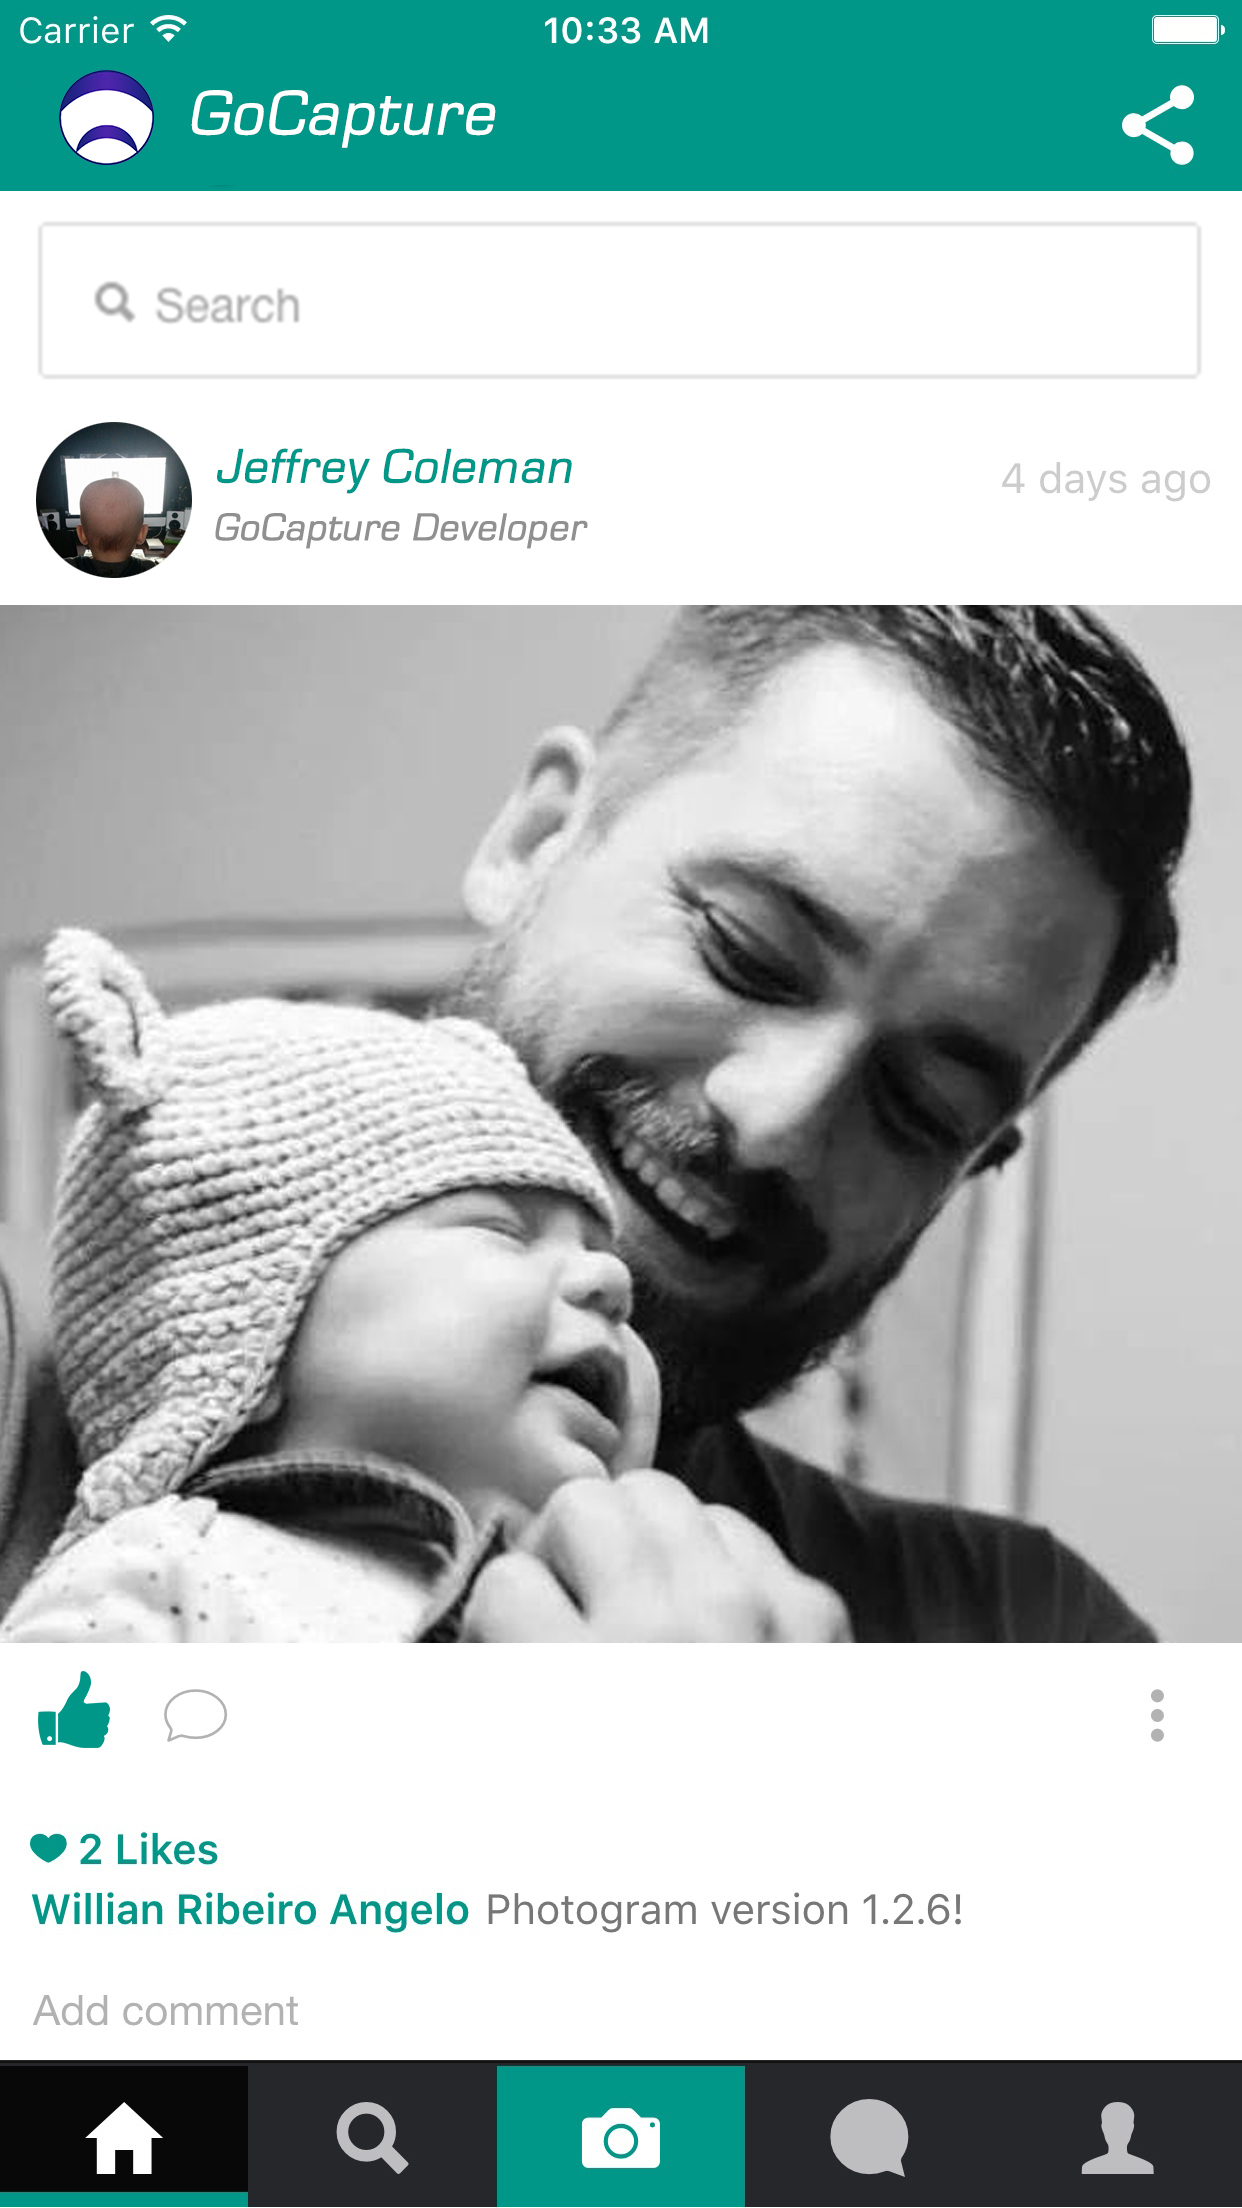 Carrier 10:33 AM
GoCapture
Search
Jeffrey Coleman
4 days ago
GoCapture Developer
2 Likes
Willian Ribeiro Angelo Photogram version 1.2.6!
Add comment